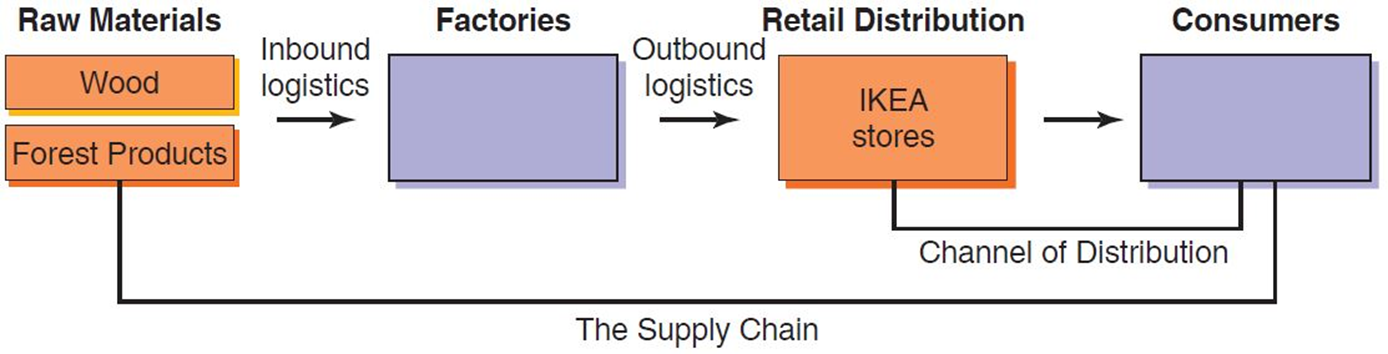 Raw Materials
Factories
Retail Distribution
Consumers
Wood
Forest Products
Inbound
logistics
Outbound
logistics
IKEA
stores
Channel of Distribution
The Supply Chain